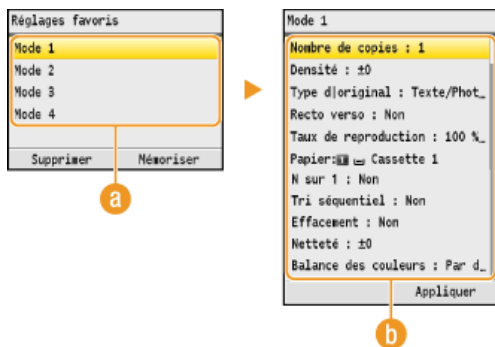 Réglages favoris
Mode 1
Mode 2
Mode 3
Mode 4
Supprimer Mémoriser
a
Mode 1
Nombre de copies : 1
Densité : ±0
Type d|original : Texte/Phot_
Recto verso : Non
Taux de reproduction : 100 %_
Papier: 1 Cassette 1
N sur 1 : Non
Tri séquentiel : Non
Effacement : Non
Netteté : ±0
Balance des couleurs : Par d_
Appliquer
b